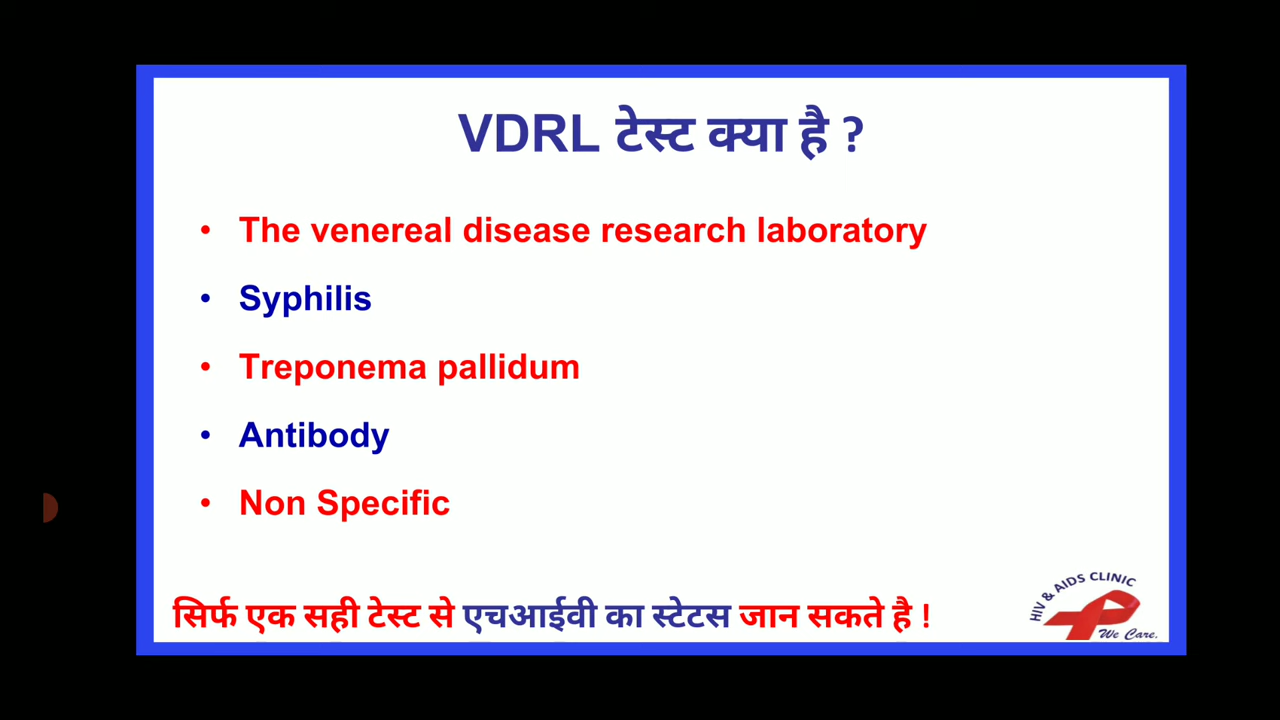 VDRL टेस्ट क्या है ?
• The venereal disease research laboratory
• Syphilis
• Treponema pallidum
• Antibody
• Non Specific
सिर्फ एक सही टेस्ट से एचआईवी का स्टेटस जान सकते है !
HIV & AIDS CLINIC
We Care.